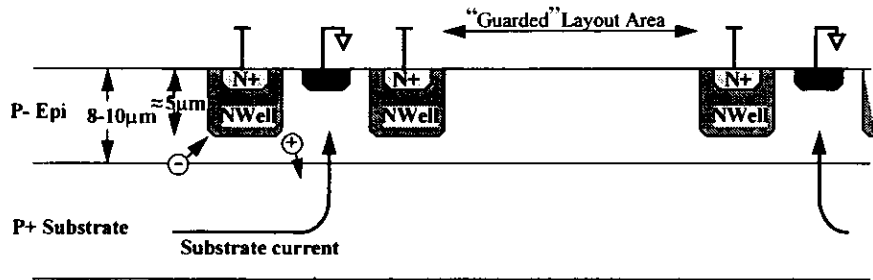 “Guarded” Layout Area
N+ N+ N+
P- Epi 8-10μm ≈5μm NWell NWell NWell
- +
P+ Substrate
Substrate current